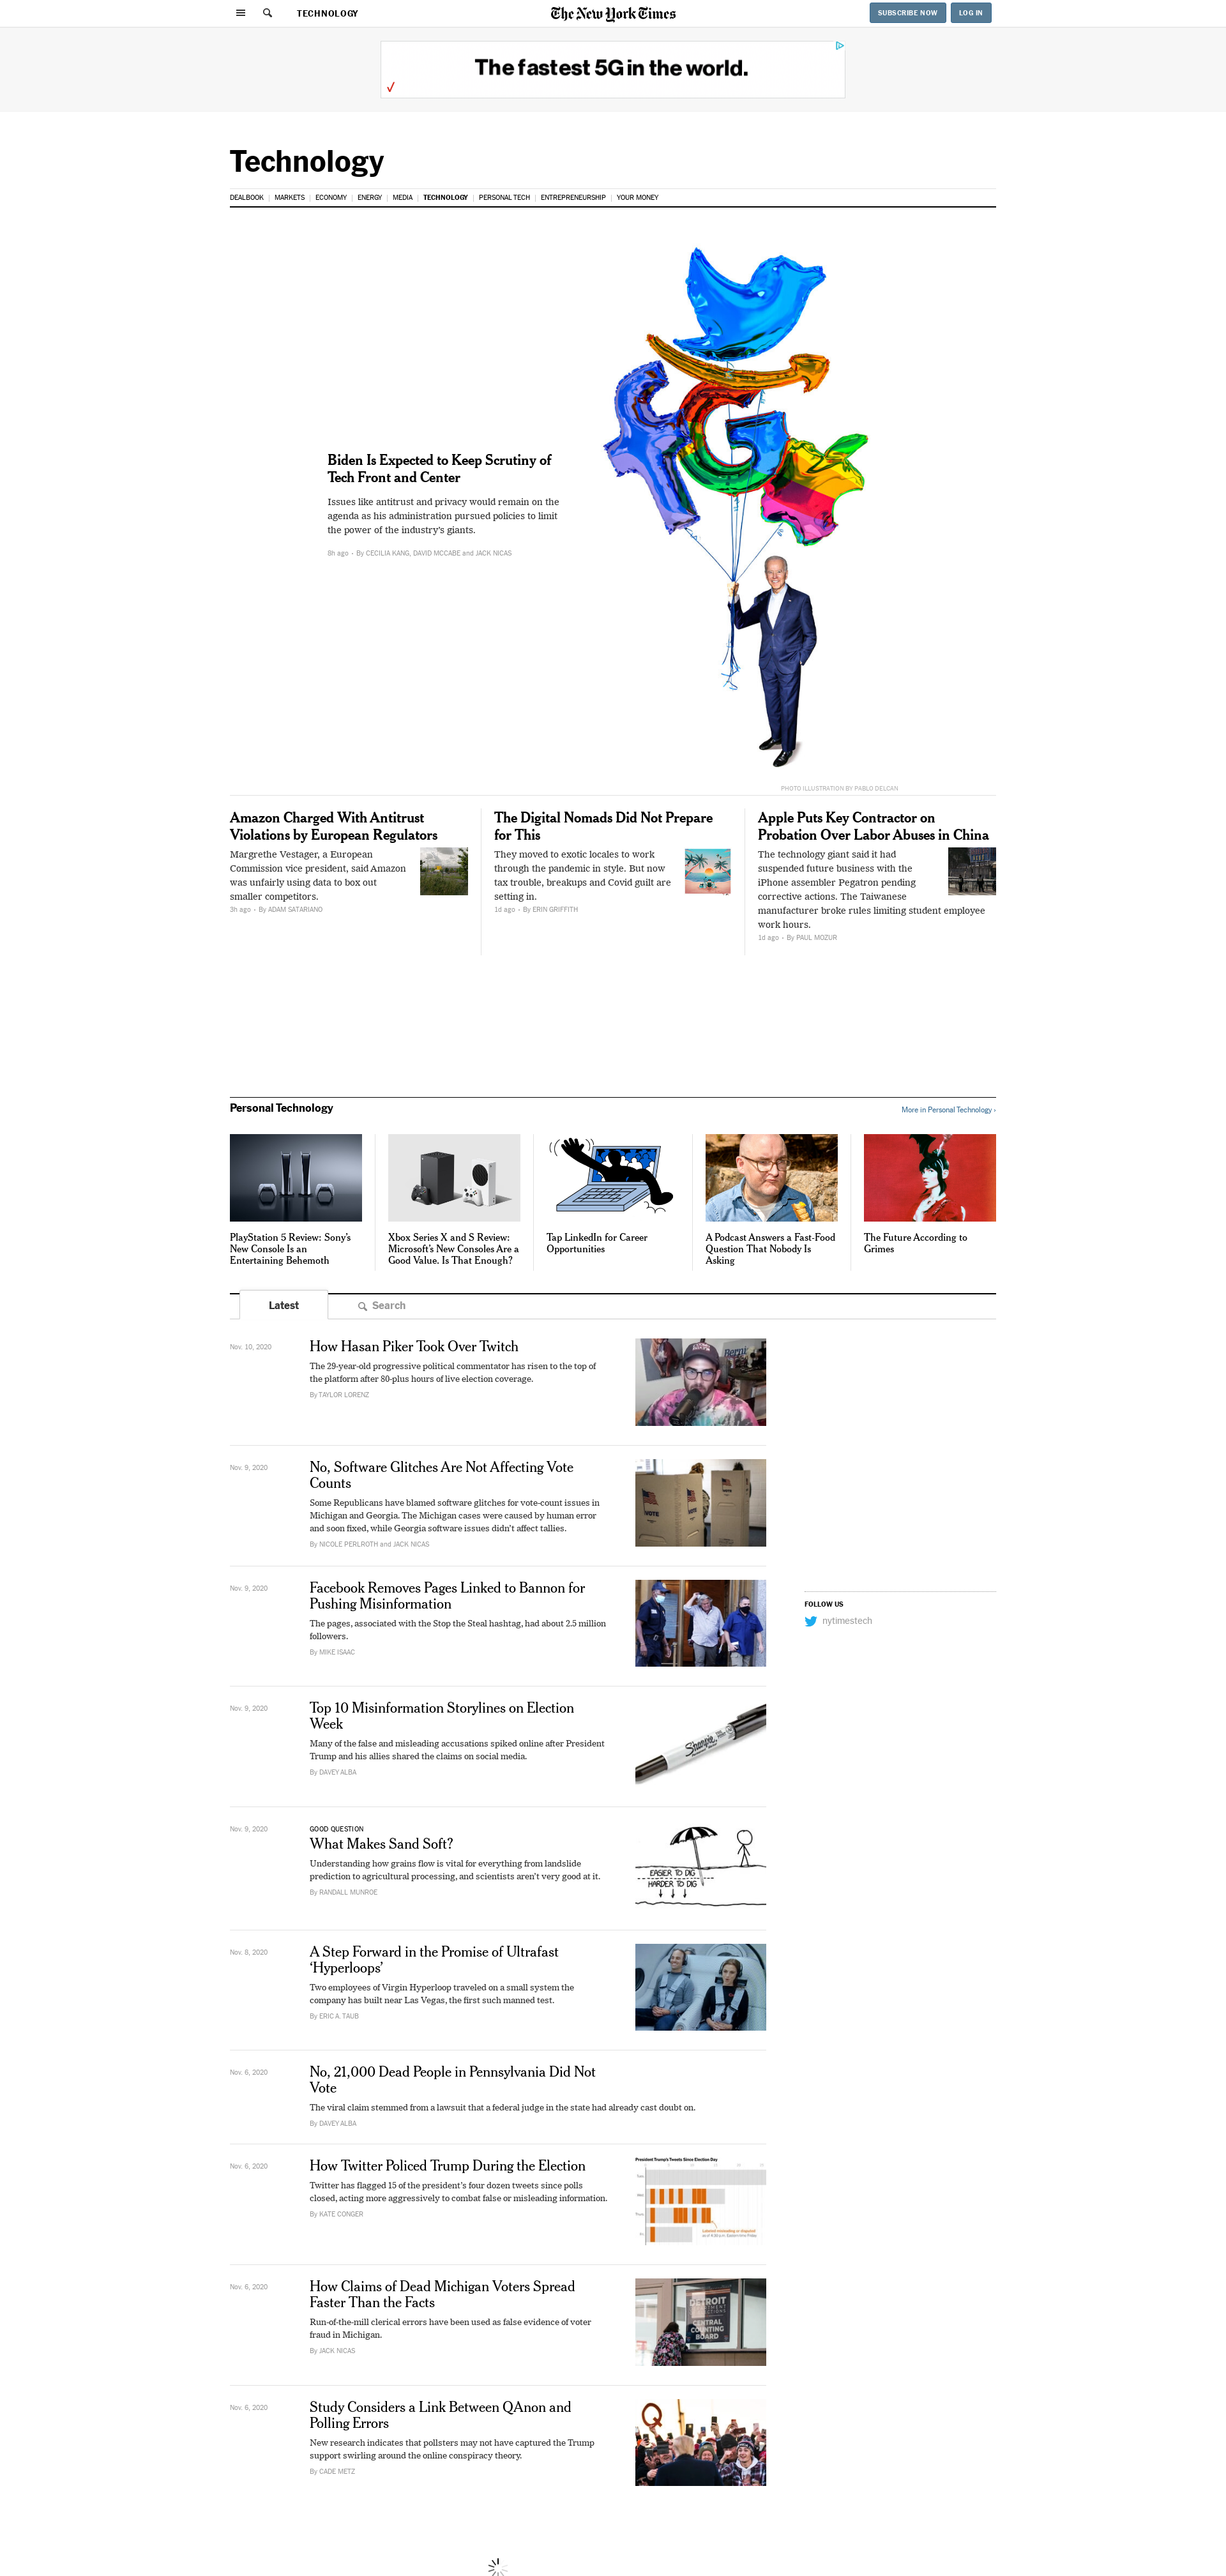 TECHNOLOGY
The New York Times
SUBSCRIBE NOW
LOG IN
The fastest 5G in the world.
Technology
DEALBOOK | MARKETS | ECONOMY | ENERGY | MEDIA | TECHNOLOGY | PERSONAL TECH | ENTREPRENEURSHIP | YOUR MONEY
Biden Is Expected to Keep Scrutiny of
Tech Front and Center
Issues like antitrust and privacy would remain on the
agenda as his administration pursued policies to limit
the power of the industry's giants.
8h ago • By CECILIA KANG, DAVID MCCABE and JACK NICAS
PHOTO ILLUSTRATION BY PABLO DELCAN
Amazon Charged With Antitrust
Violations by European Regulators
Margrethe Vestager, a European
Commission vice president, said Amazon
was unfairly using data to box out
smaller competitors.
3h ago • By ADAM SATARIANO
The Digital Nomads Did Not Prepare
for This
They moved to exotic locales to work
through the pandemic in style. But now
tax trouble, breakups and Covid guilt are
setting in.
1d ago • By ERIN GRIFFITH
Apple Puts Key Contractor on
Probation Over Labor Abuses in China
The technology giant said it had
suspended future business with the
iPhone assembler Pegatron pending
corrective actions. The Taiwanese
manufacturer broke rules limiting student employee
work hours.
1d ago • By PAUL MOZUR
Personal Technology
More in Personal Technology ›
PlayStation 5 Review: Sony's
New Console Is an
Entertaining Behemoth
Xbox Series X and S Review:
Microsoft's New Consoles Are a
Good Value. Is That Enough?
Tap LinkedIn for Career
Opportunities
A Podcast Answers a Fast-Food
Question That Nobody Is
Asking
The Future According to
Grimes
Latest
Search
Nov. 10, 2020
How Hasan Piker Took Over Twitch
The 29-year-old progressive political commentator has risen to the top of
the platform after 80-plus hours of live election coverage.
By TAYLOR LORENZ
Nov. 9, 2020
No, Software Glitches Are Not Affecting Vote
Counts
Some Republicans have blamed software glitches for vote-count issues in
Michigan and Georgia. The Michigan cases were caused by human error
and soon fixed, while Georgia software issues didn't affect tallies.
By NICOLE PERLROTH and JACK NICAS
VOTE
VOTE
Nov. 9, 2020
Facebook Removes Pages Linked to Bannon for
Pushing Misinformation
The pages, associated with the Stop the Steal hashtag, had about 2.5 million
followers.
By MIKE ISAAC
FOLLOW US
nytimestech
Nov. 9, 2020
Top 10 Misinformation Storylines on Election
Week
Many of the false and misleading accusations spiked online after President
Trump and his allies shared the claims on social media.
By DAVEY ALBA
Sharpie
Nov. 9, 2020
GOOD QUESTION
What Makes Sand Soft?
Understanding how grains flow is vital for everything from landslide
prediction to agricultural processing, and scientists aren't very good at it.
By RANDALL MUNROE
EASIER TO DIG
HARDER TO DIG
Nov. 8, 2020
A Step Forward in the Promise of Ultrafast
‘Hyperloops’
Two employees of Virgin Hyperloop traveled on a small system the
company has built near Las Vegas, the first such manned test.
By ERIC A. TAUB
Nov. 6, 2020
No, 21,000 Dead People in Pennsylvania Did Not
Vote
The viral claim stemmed from a lawsuit that a federal judge in the state had already cast doubt on.
By DAVEY ALBA
Nov. 6, 2020
How Twitter Policed Trump During the Election
Twitter has flagged 15 of the president's four dozen tweets since polls
closed, acting more aggressively to combat false or misleading information.
By KATE CONGER
President Trump's Tweets Since Election Day
Nov. 6, 2020
How Claims of Dead Michigan Voters Spread
Faster Than the Facts
Run-of-the-mill clerical errors have been used as false evidence of voter
fraud in Michigan.
By JACK NICAS
DETROIT
CENTRAL
COUNTING
BOARD
Nov. 6, 2020
Study Considers a Link Between QAnon and
Polling Errors
New research indicates that pollsters may not have captured the Trump
support swirling around the online conspiracy theory.
By CADE METZ
Q